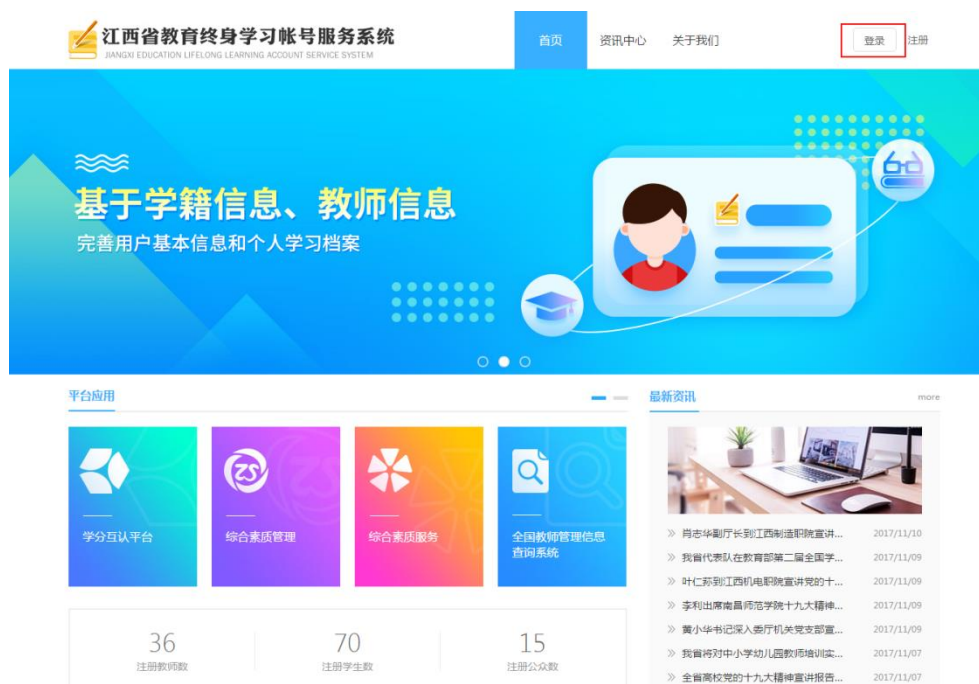 江西省教育终身学习帐号服务系统
JIANGXI EDUCATION LIFELONG LEARNING ACCOUNT SERVICE SYSTEM
首页 资讯中心 关于我们 登录 注册
基于学籍信息、教师信息
完善用户基本信息和个人学习档案
平台应用
学分互认平台
综合素质管理
综合素质服务
全国教师管理信息
查询系统
36
注册教师数
70
注册学生数
15
注册公众数
最新资讯 more
肖志华副厅长到江西制造职院宣讲... 2017/11/10
我省代表队在教育部第二届全国学... 2017/11/09
叶仁荪到江西机电职院宣讲党的十... 2017/11/09
李利出席南昌师范学院十九大精神... 2017/11/09
黄小华书记深入委厅机关党支部宣... 2017/11/09
我省将对中小学幼儿园教师培训实... 2017/11/07
全省高校党的十九大精神宣讲报告... 2017/11/07